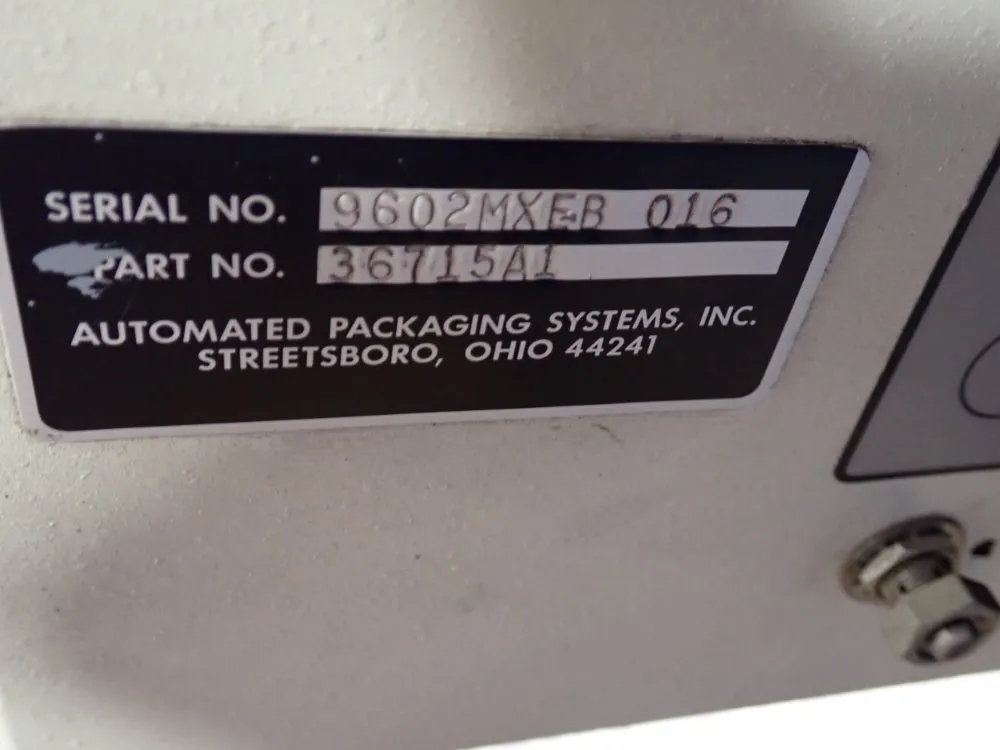 SERIAL NO. 9602MXEB 016
PART NO. 36715A1
AUTOMATED PACKAGING SYSTEMS, INC.
STREETSBORO, OHIO 44241